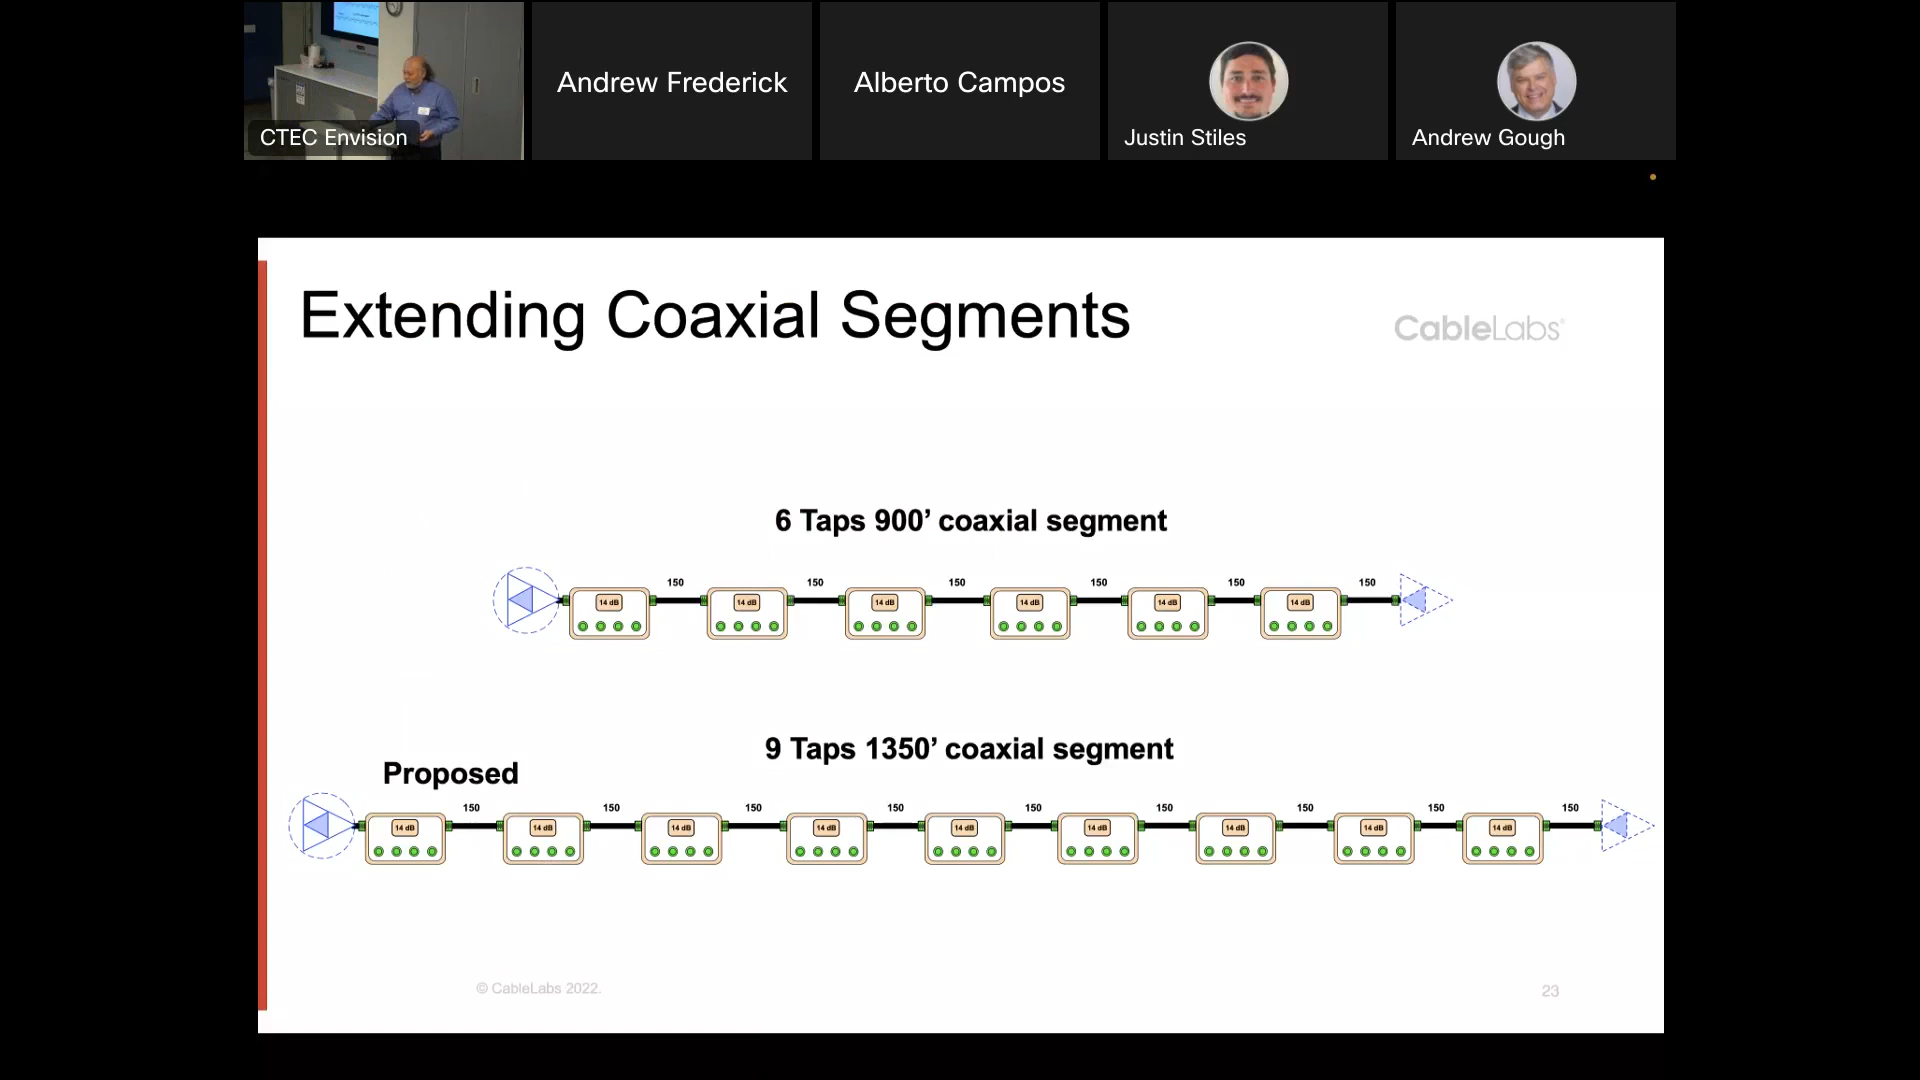 Andrew Frederick
Alberto Campos
CTEC Envision
Justin Stiles
Andrew Gough
Extending Coaxial Segments
CableLabs®
6 Taps 900’ coaxial segment
150 150 150 150 150 150
14 dB 14 dB 14 dB 14 dB 14 dB 14 dB
9 Taps 1350’ coaxial segment
Proposed
150 150 150 150 150 150 150 150 150
14 dB 14 dB 14 dB 14 dB 14 dB 14 dB 14 dB 14 dB 14 dB
© CableLabs 2022.
23